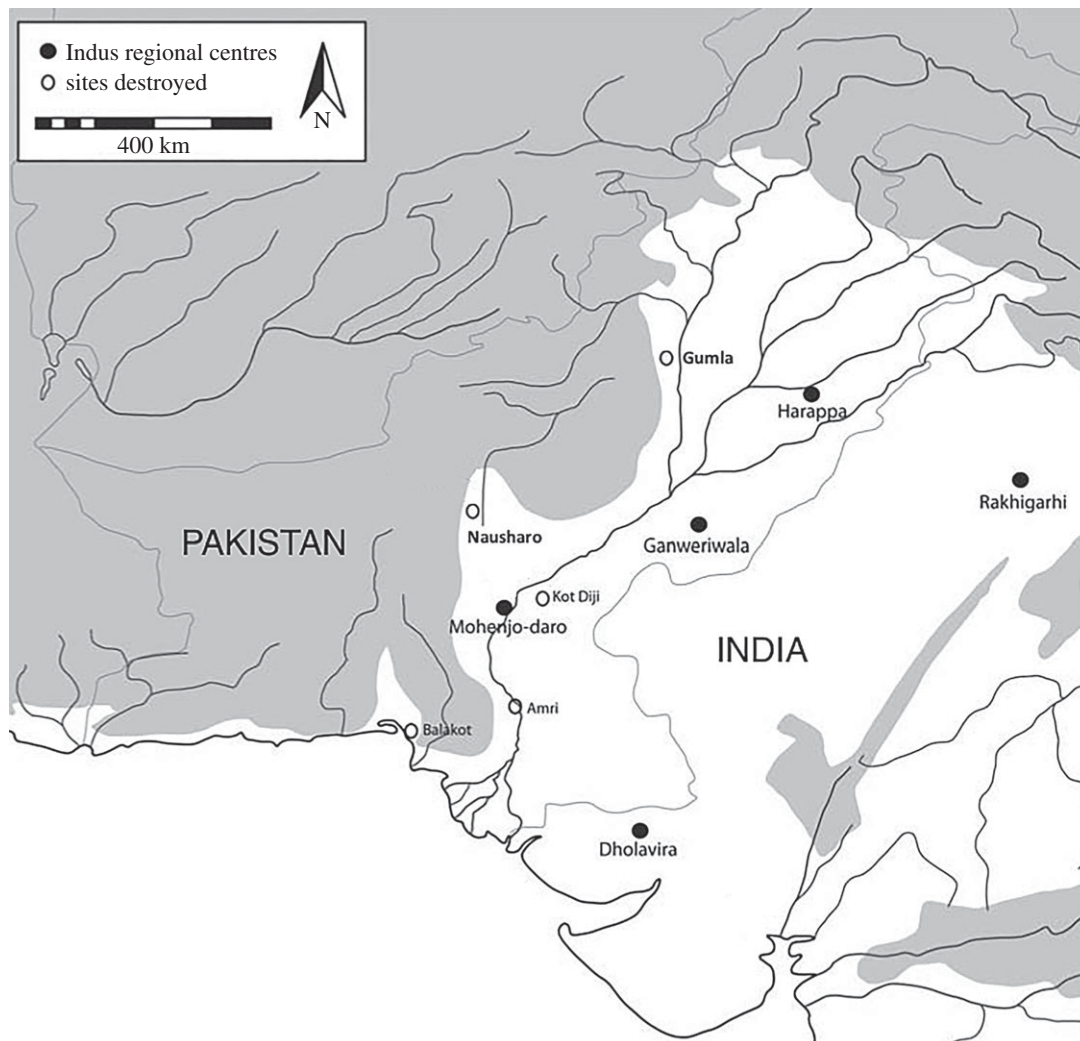 Indus regional centres
sites destroyed
N
400 km
Gumla
Harappa
Rakhigarhi
Nausharo
PAKISTAN
Ganweriwala
Kot Diji
Mohenjo-daro
INDIA
Amri
Balakot
Dholavira